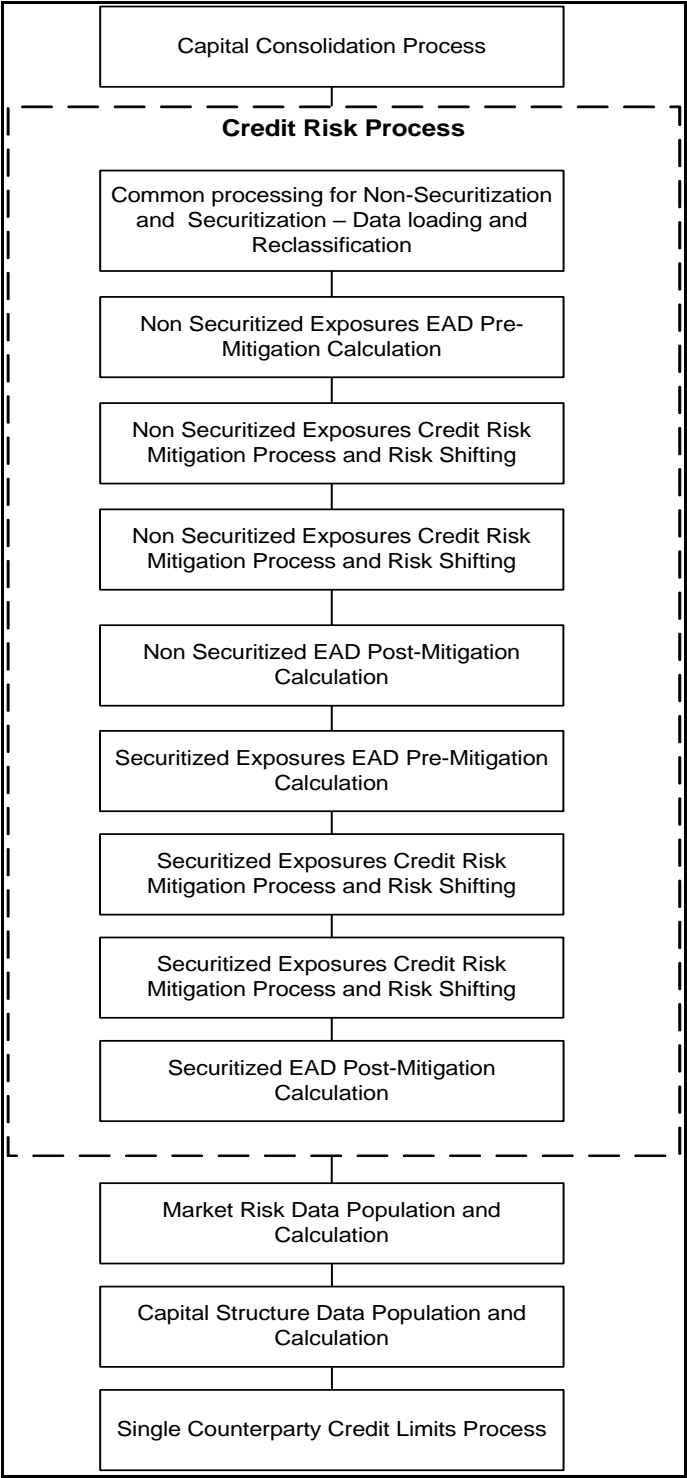 Capital Consolidation Process
Credit Risk Process
Common processing for Non-Securitization
and  Securitization – Data loading and
Reclassification
Non Securitized Exposures EAD Pre-
Mitigation Calculation
Non Securitized Exposures Credit Risk
Mitigation Process and Risk Shifting
Non Securitized Exposures Credit Risk
Mitigation Process and Risk Shifting
Non Securitized EAD Post-Mitigation
Calculation
Securitized Exposures EAD Pre-Mitigation
Calculation
Securitized Exposures Credit Risk
Mitigation Process and Risk Shifting
Securitized Exposures Credit Risk
Mitigation Process and Risk Shifting
Securitized EAD Post-Mitigation
Calculation
Market Risk Data Population and
Calculation
Capital Structure Data Population and
Calculation
Single Counterparty Credit Limits Process